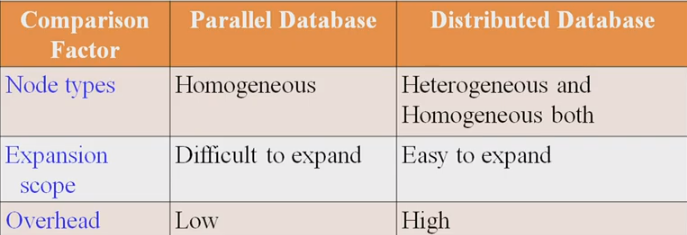 Comparison Parallel Database Distributed Database
Factor
Node types Homogeneous Heterogeneous and
Homogeneous both
Expansion Difficult to expand Easy to expand
scope
Overhead Low High